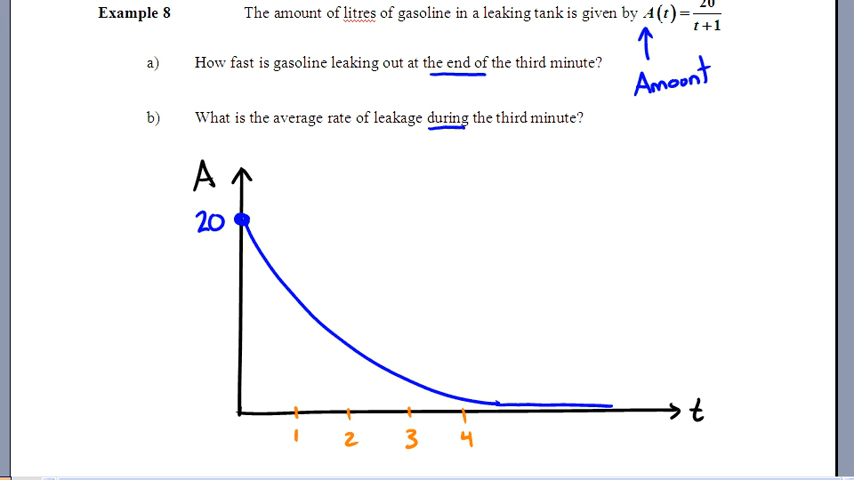 Example 8 The amount of litres of gasoline in a leaking tank is given by A(t)=20/(t+1)
a) How fast is gasoline leaking out at the end of the third minute?
Amount
b) What is the average rate of leakage during the third minute?
A
20
t
1 2 3 4